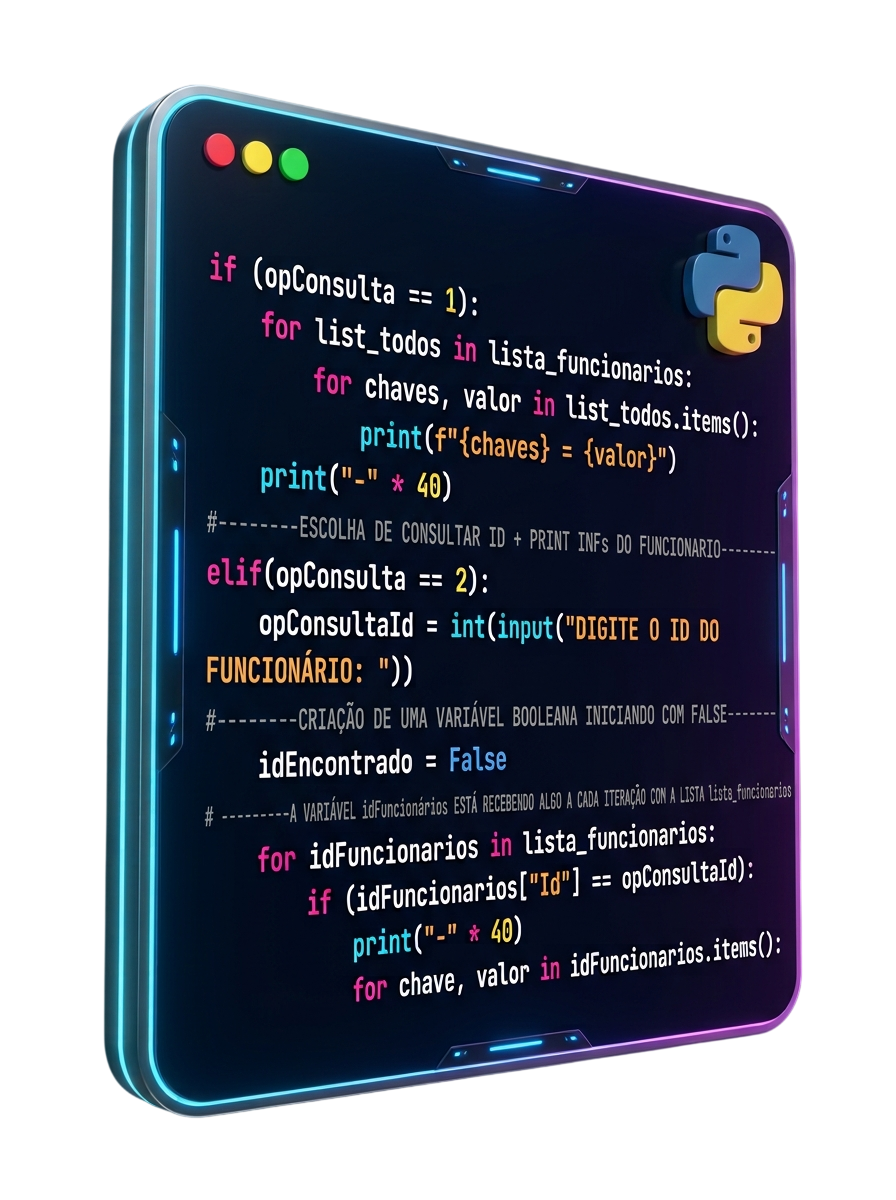 if (opConsulta == 1):
for list_todos in lista_funcionarios:
for chaves, valor in list_todos.items():
print(f"{chaves} = {valor}")
print("-" * 40)
#--------ESCOLHA DE CONSULTAR ID + PRINT INFs DO FUNCIONARIO--------
elif(opConsulta == 2):
opConsultaId = int(input("DIGITE O ID DO
FUNCIONÁRIO: "))
#--------CRIAÇÃO DE UMA VARIÁVEL BOOLEANA INICIANDO COM FALSE-------
idEncontrado = False
# ---------A VARIÁVEL idFuncionários ESTÁ RECEBENDO ALGO A CADA ITERAÇÃO COM A LISTA lista_funcionarios
for idFuncionarios in lista_funcionarios:
if (idFuncionarios["Id"] == opConsultaId):
print("-" * 40)
for chave, valor in idFuncionarios.items():